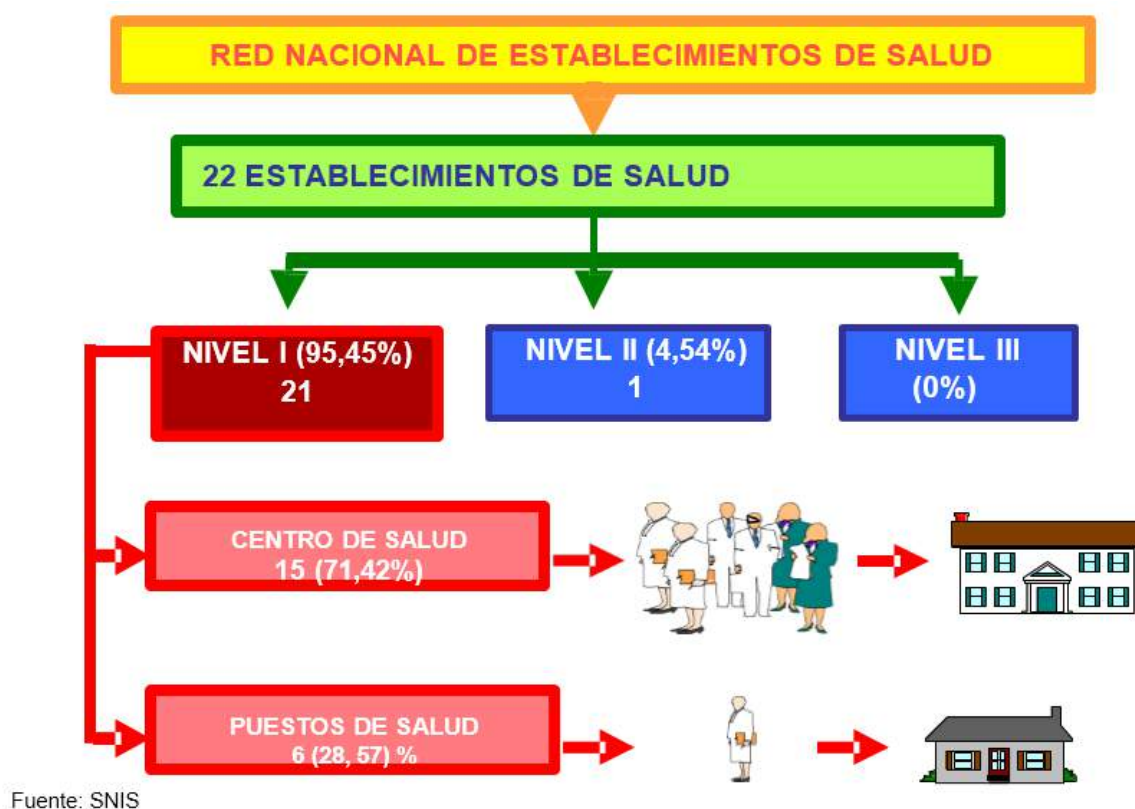 RED NACIONAL DE ESTABLECIMIENTOS DE SALUD
22 ESTABLECIMIENTOS DE SALUD
NIVEL I (95,45%)
21
NIVEL II (4,54%)
1
NIVEL III
(0%)
CENTRO DE SALUD
15 (71,42%)
PUESTOS DE SALUD
6 (28, 57) %
Fuente: SNIS